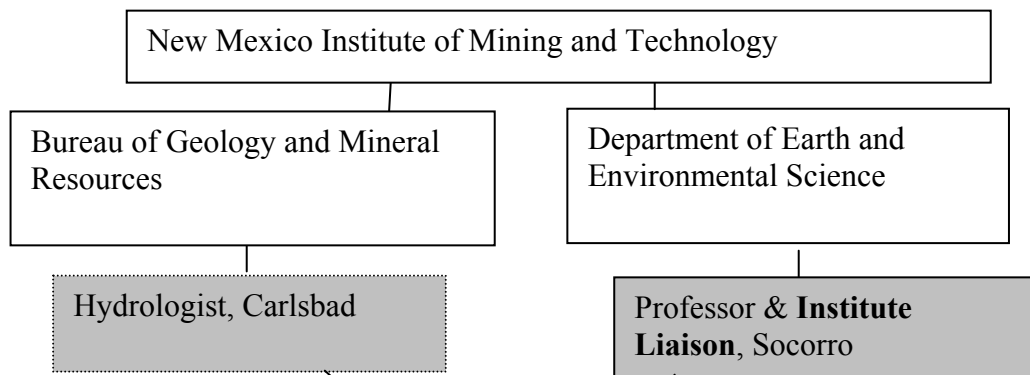 New Mexico Institute of Mining and Technology
Bureau of Geology and Mineral
Resources
Department of Earth and
Environmental Science
Hydrologist, Carlsbad
Professor & Institute
Liaison, Socorro